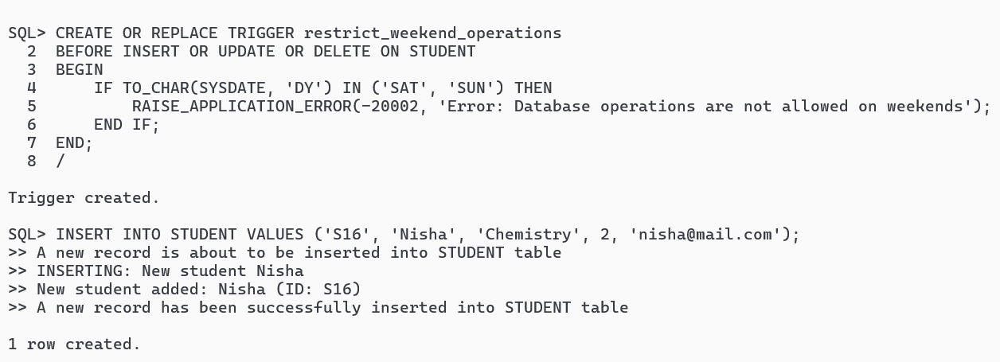 SQL> CREATE OR REPLACE TRIGGER restrict_weekend_operations
  2  BEFORE INSERT OR UPDATE OR DELETE ON STUDENT
  3  BEGIN
  4      IF TO_CHAR(SYSDATE, 'DY') IN ('SAT', 'SUN') THEN
  5          RAISE_APPLICATION_ERROR(-20002, 'Error: Database operations are not allowed on weekends');
  6      END IF;
  7  END;
  8  /

Trigger created.

SQL> INSERT INTO STUDENT VALUES ('S16', 'Nisha', 'Chemistry', 2, 'nisha@mail.com');
>> A new record is about to be inserted into STUDENT table
>> INSERTING: New student Nisha
>> New student added: Nisha (ID: S16)
>> A new record has been successfully inserted into STUDENT table

1 row created.